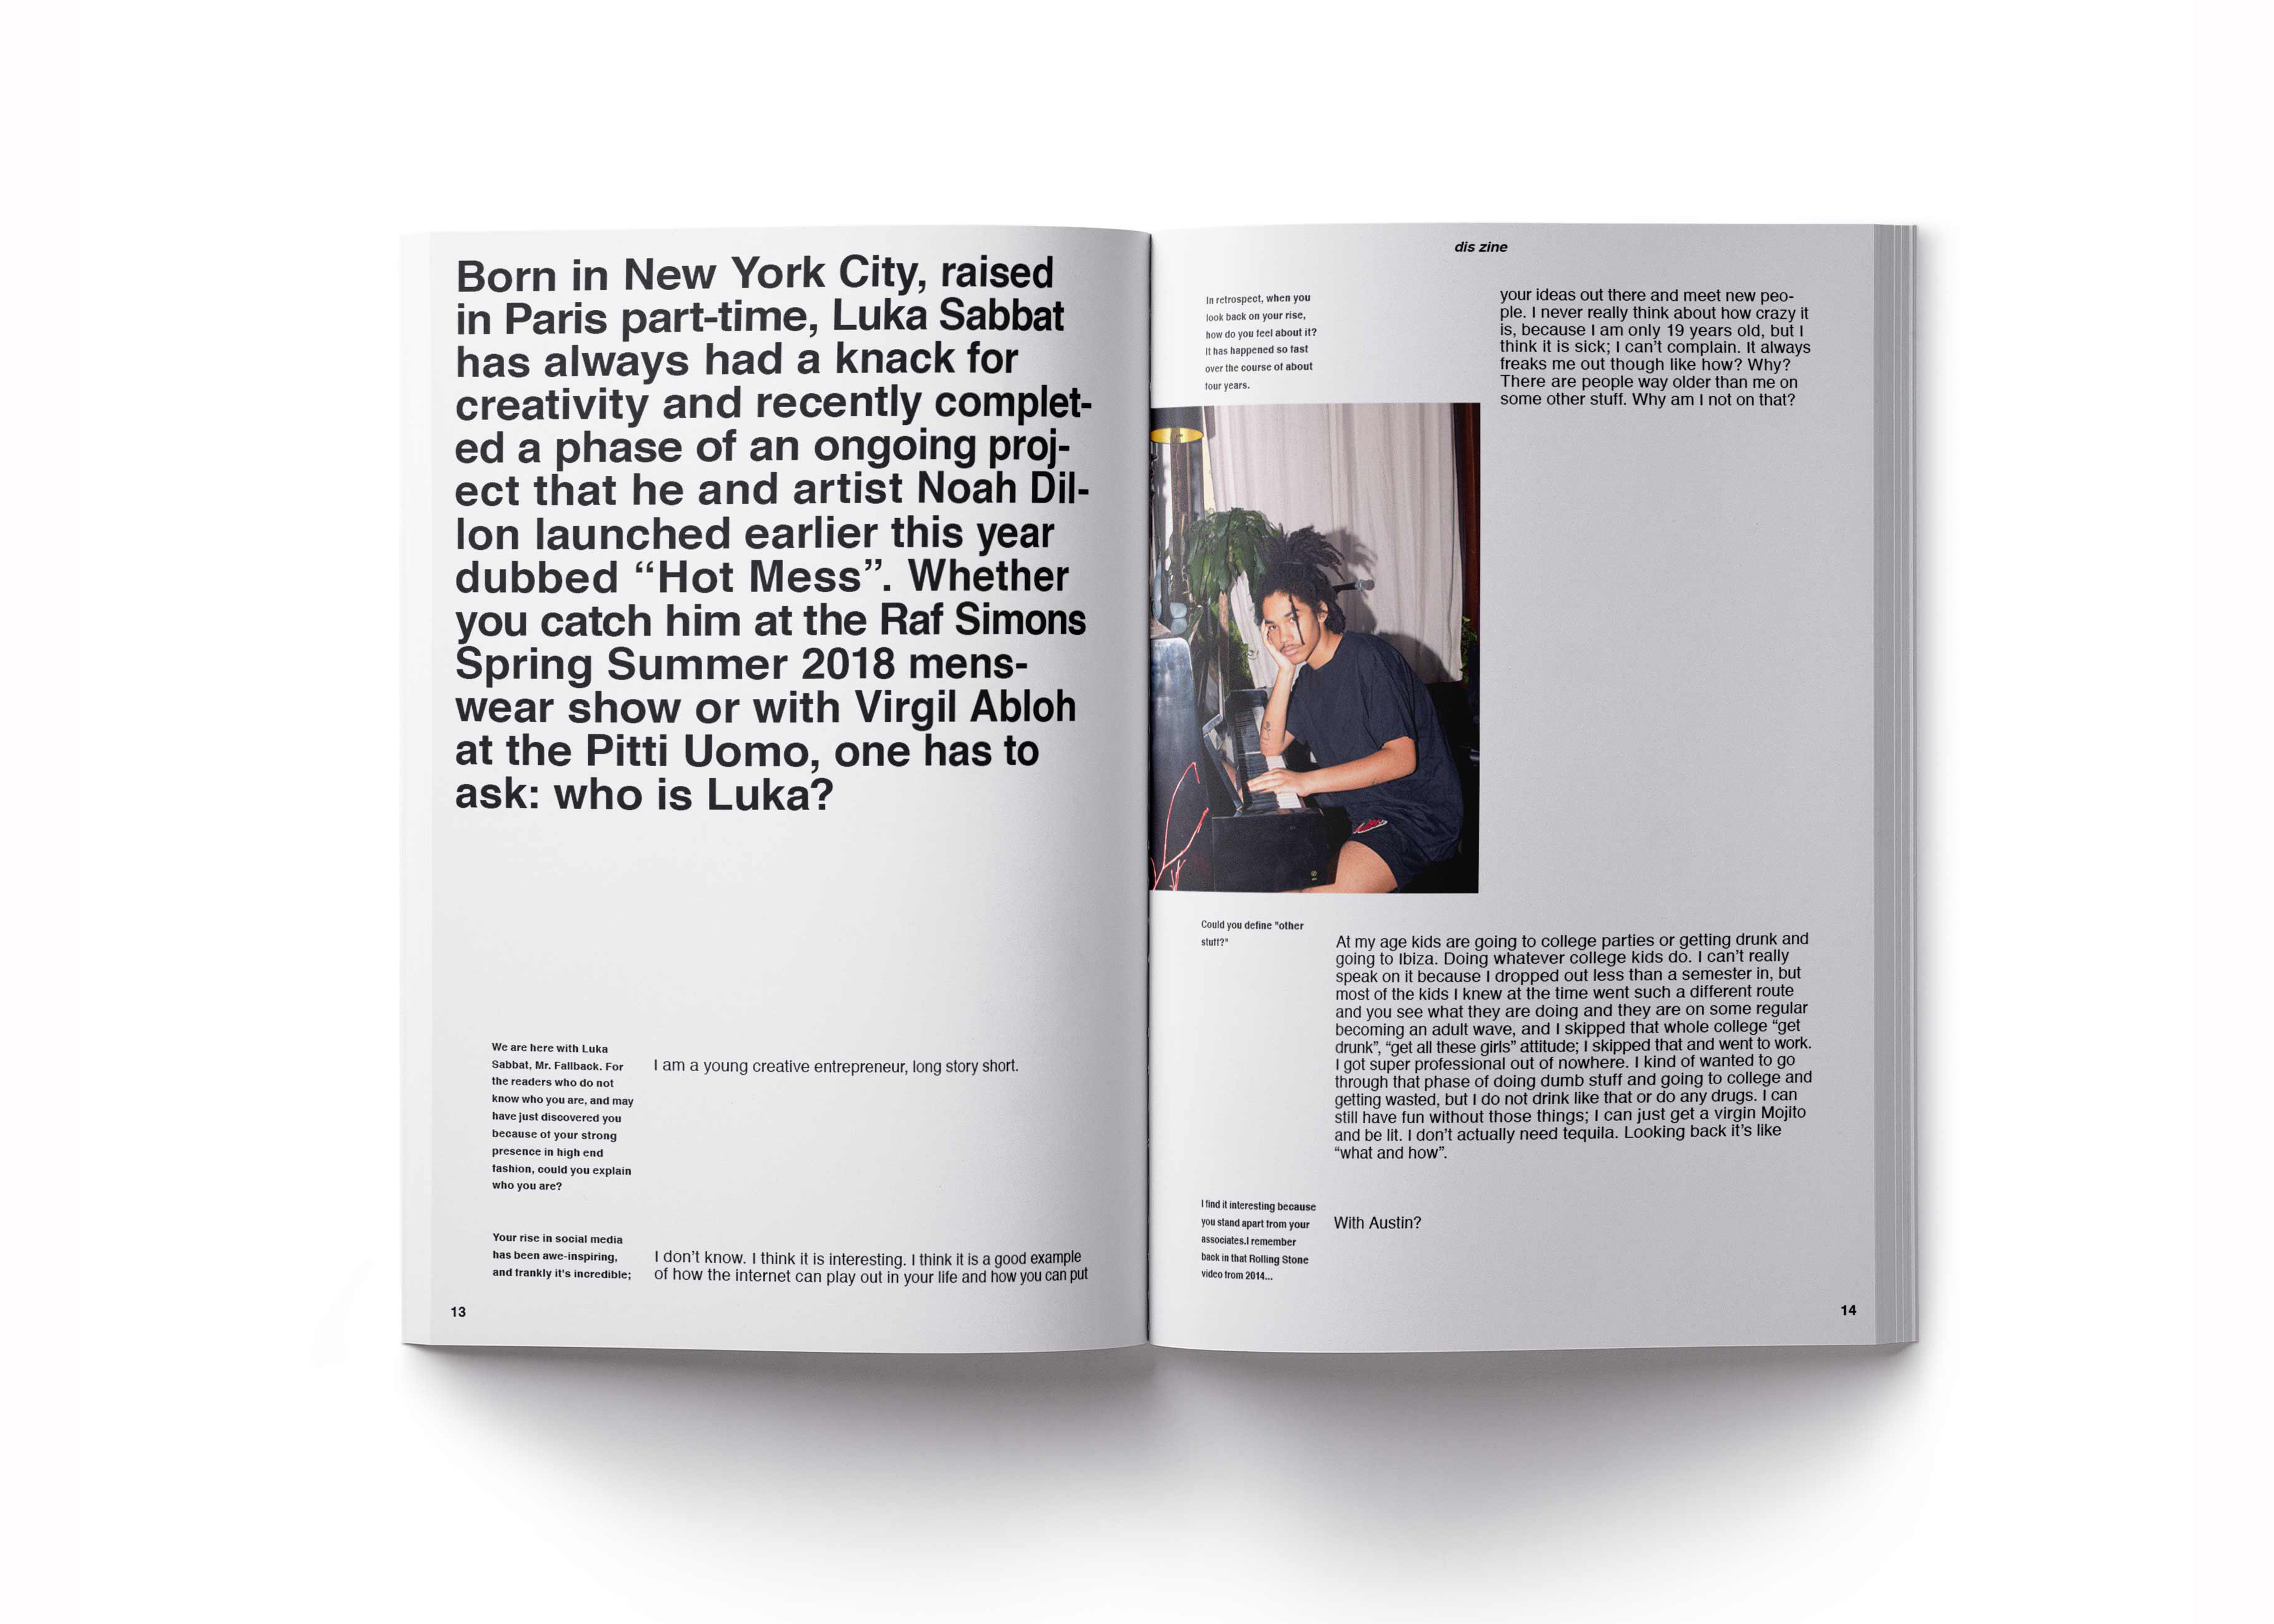 Born in New York City, raised
in Paris part-time, Luka Sabbat
has always had a knack for
creativity and recently complet-
ed a phase of an ongoing proj-
ect that he and artist Noah Dil-
lon launched earlier this year
dubbed “Hot Mess”. Whether
you catch him at the Raf Simons
Spring Summer 2018 mens-
wear show or with Virgil Abloh
at the Pitti Uomo, one has to
ask: who is Luka?
We are here with Luka
Sabbat, Mr. Fallback. For
the readers who do not
know who you are, and may
have just discovered you
because of your strong
presence in high end
fashion, could you explain
who you are?
I am a young creative entrepreneur, long story short.
Your rise in social media
has been awe-inspiring,
and frankly it's incredible;
I don’t know. I think it is interesting. I think it is a good example
of how the internet can play out in your life and how you can put
13
dis zine
In retrospect, when you
look back on your rise,
how do you feel about it?
It has happened so fast
over the course of about
four years.
your ideas out there and meet new peo-
ple. I never really think about how crazy it
is, because I am only 19 years old, but I
think it is sick; I can’t complain. It always
freaks me out though like how? Why?
There are people way older than me on
some other stuff. Why am I not on that?
Could you define "other
stuff?"
At my age kids are going to college parties or getting drunk and
going to Ibiza. Doing whatever college kids do. I can’t really
speak on it because I dropped out less than a semester in, but
most of the kids I knew at the time went such a different route
and you see what they are doing and they are on some regular
becoming an adult wave, and I skipped that whole college “get
drunk”, “get all these girls” attitude; I skipped that and went to work.
I got super professional out of nowhere. I kind of wanted to go
through that phase of doing dumb stuff and going to college and
getting wasted, but I do not drink like that or do any drugs. I can
still have fun without those things; I can just get a virgin Mojito
and be lit. I don’t actually need tequila. Looking back it’s like
“what and how”.
I find it interesting because
you stand apart from your
associates.I remember
back in that Rolling Stone
video from 2014...
With Austin?
14